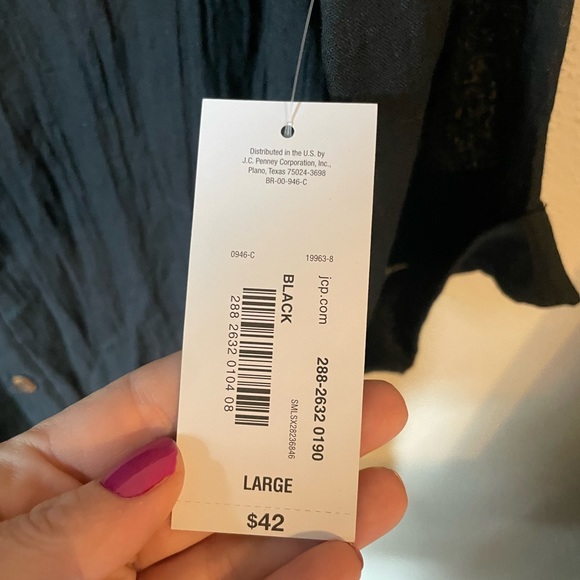 Distributed in the U.S. by
J.C. Penney Corporation, Inc.,
Plano, Texas 75024-3698
BR-00-946-C
0946-C
19963-8
jcp.com
288-2632 0190
SMLSX28236846
BLACK
288 2632 0104 08
LARGE
$42